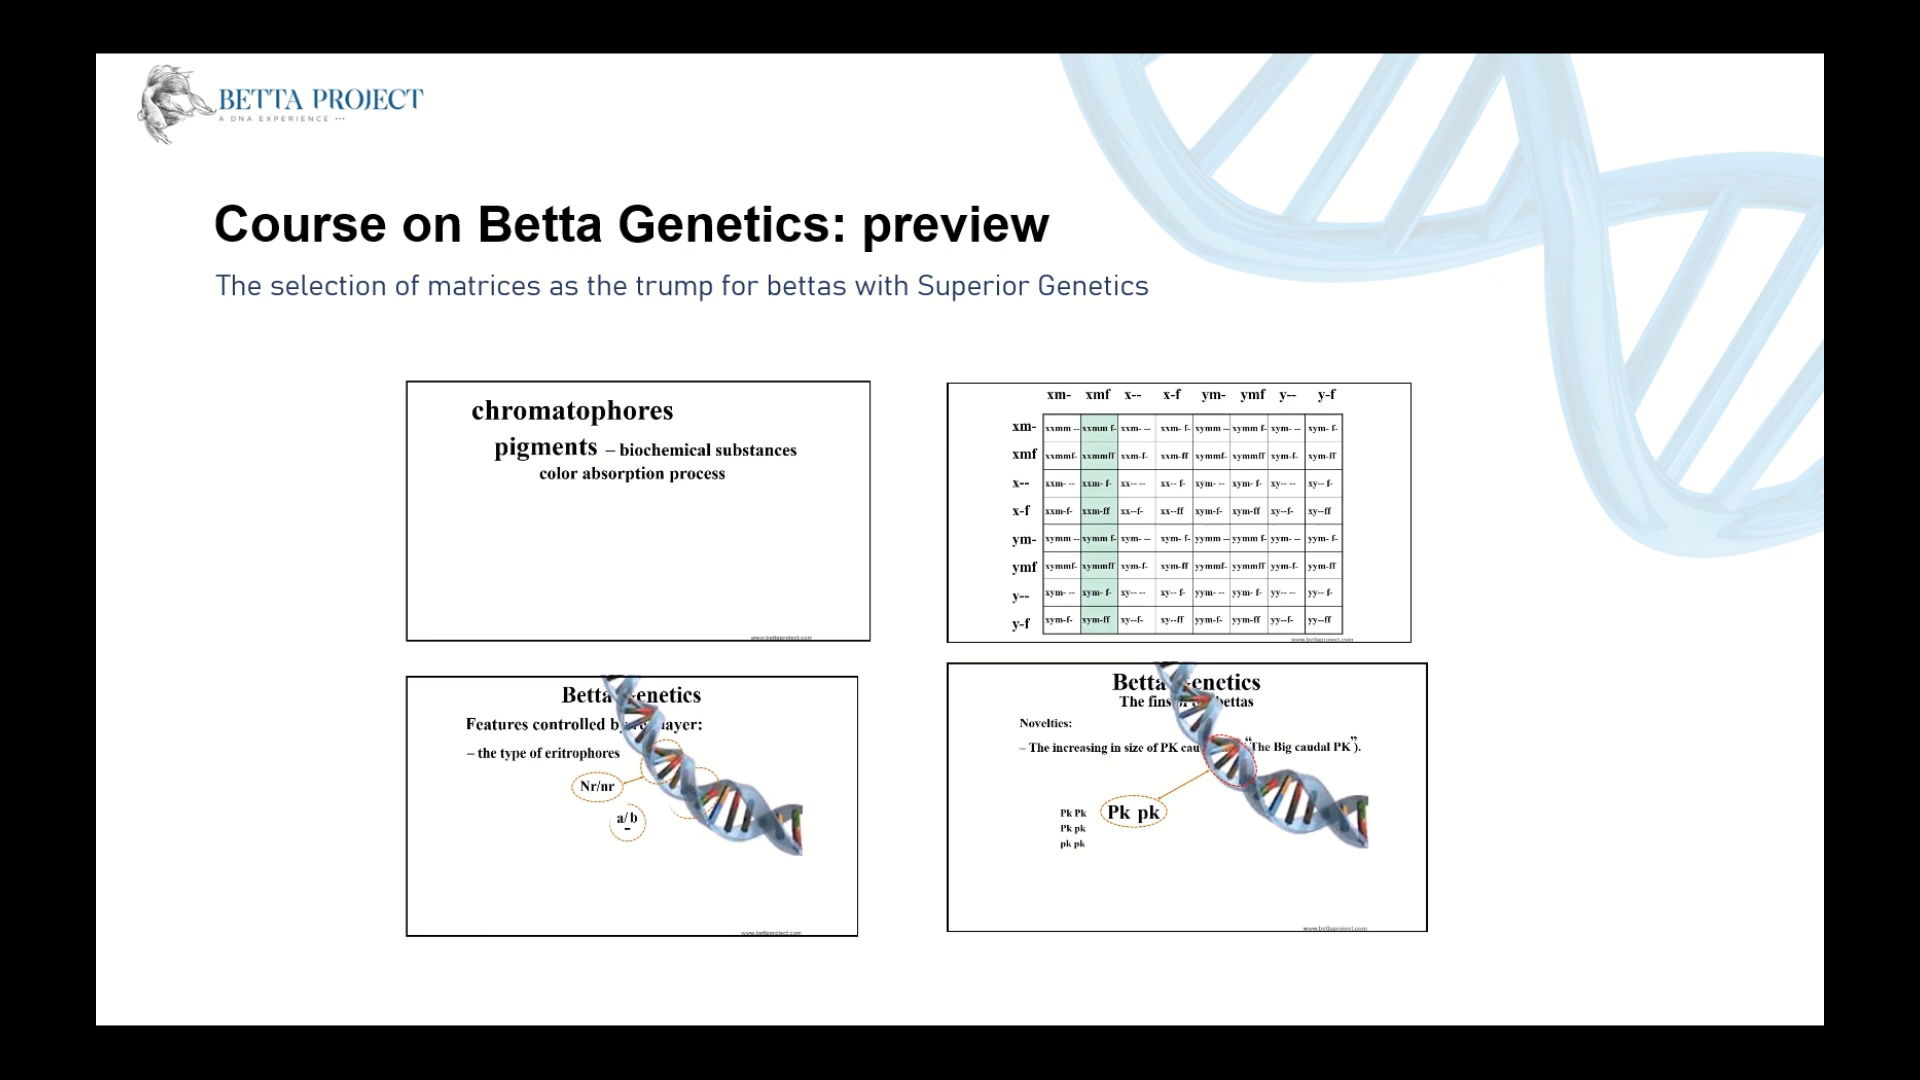 BETTA PROJECT
A DNA EXPERIENCE •••
Course on Betta Genetics: preview
The selection of matrices as the trump for bettas with Superior Genetics
chromatophores
pigments – biochemical substances
color absorption process
www.bettaproject.com
xm- xmf x-- x-f ym- ymf y-- y-f
xm- xxmm -- xxmm f- xxm- -- xxm- f- xymm -- xymm f- xym- -- xym- f-
xmf xxmmf- xxmmff xxm-f- xxm-ff xymmf- xymmff xym-f- xym-ff
x-- xxm- -- xxm- f- xx-- -- xx-- f- xym- -- xym- f- xy-- -- xy-- f-
x-f xxm-f- xxm-ff xx--f- xx--ff xym-f- xym-ff xy--f- xy--ff
ym- xymm -- xymm f- xym- -- xym- f- yymm -- yymm f- yym- -- yym- f-
ymf xymmf- xymmff xym-f- xym-ff yymmf- yymmff yym-f- yym-ff
y-- xym- -- xym- f- xy-- -- xy-- f- yym- -- yym- f- yy-- -- yy-- f-
y-f xym-f- xym-ff xy--f- xy--ff yym-f- yym-ff yy--f- yy--ff
www.bettaproject.com
Betta enetics
Features controlled b ayer:
– the type of eritrophores
Nr/nr
a/b
–
www.bettaproject.com
Betta enetics
The fins bettas
Novelties:
– The increasing in size of PK cau “The Big caudal PK”).
Pk Pk
Pk pk
Pk pk
pk pk
www.bettaproject.com